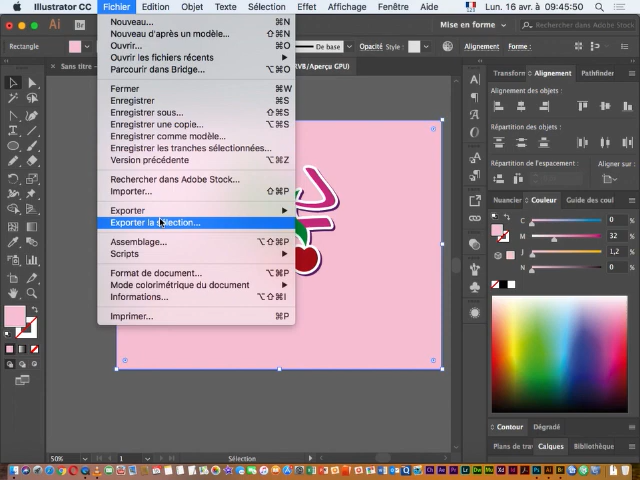 Illustrator CC Fichier Edition Objet Texte Sélection Effet Affichage Fenêtre Aide Lun. 16 avr. à 09:45:50
Ai Br Mise en forme Rechercher dans Adobe Stock
Rectangle De base Opacité Style : Alignement Forme :
Sans titre RVB/Aperçu GPU)
Nouveau... ⌘N
Nouveau d'après un modèle... ⇧⌘N
Ouvrir... ⌘O
Ouvrir les fichiers récents
Parcourir dans Bridge... ⌥⌘O
Fermer ⌘W
Enregistrer ⌘S
Enregistrer sous... ⇧⌘S
Enregistrer une copie... ⌥⌘S
Enregistrer comme modèle...
Enregistrer les tranches sélectionnées...
Version précédente ⌥⌘Z
Rechercher dans Adobe Stock...
Importer... ⇧⌘P
Exporter
Exporter la sélection...
Assemblage... ⌥⇧⌘P
Scripts
Format de document... ⌥⌘P
Mode colorimétrique du document
Informations... ⌥⇧⌘I
Imprimer... ⌘P
Transform Alignement Pathfinder
Alignement des objets :
Répartition des objets :
Répartition de l'espacement : Aligner sur :
Nuancier Couleur Guide des coul
C 0
M 32
J 1,2
N 0
Contour Dégradé
Plans de trav Calques Bibliothèque
50% 1 Sélection